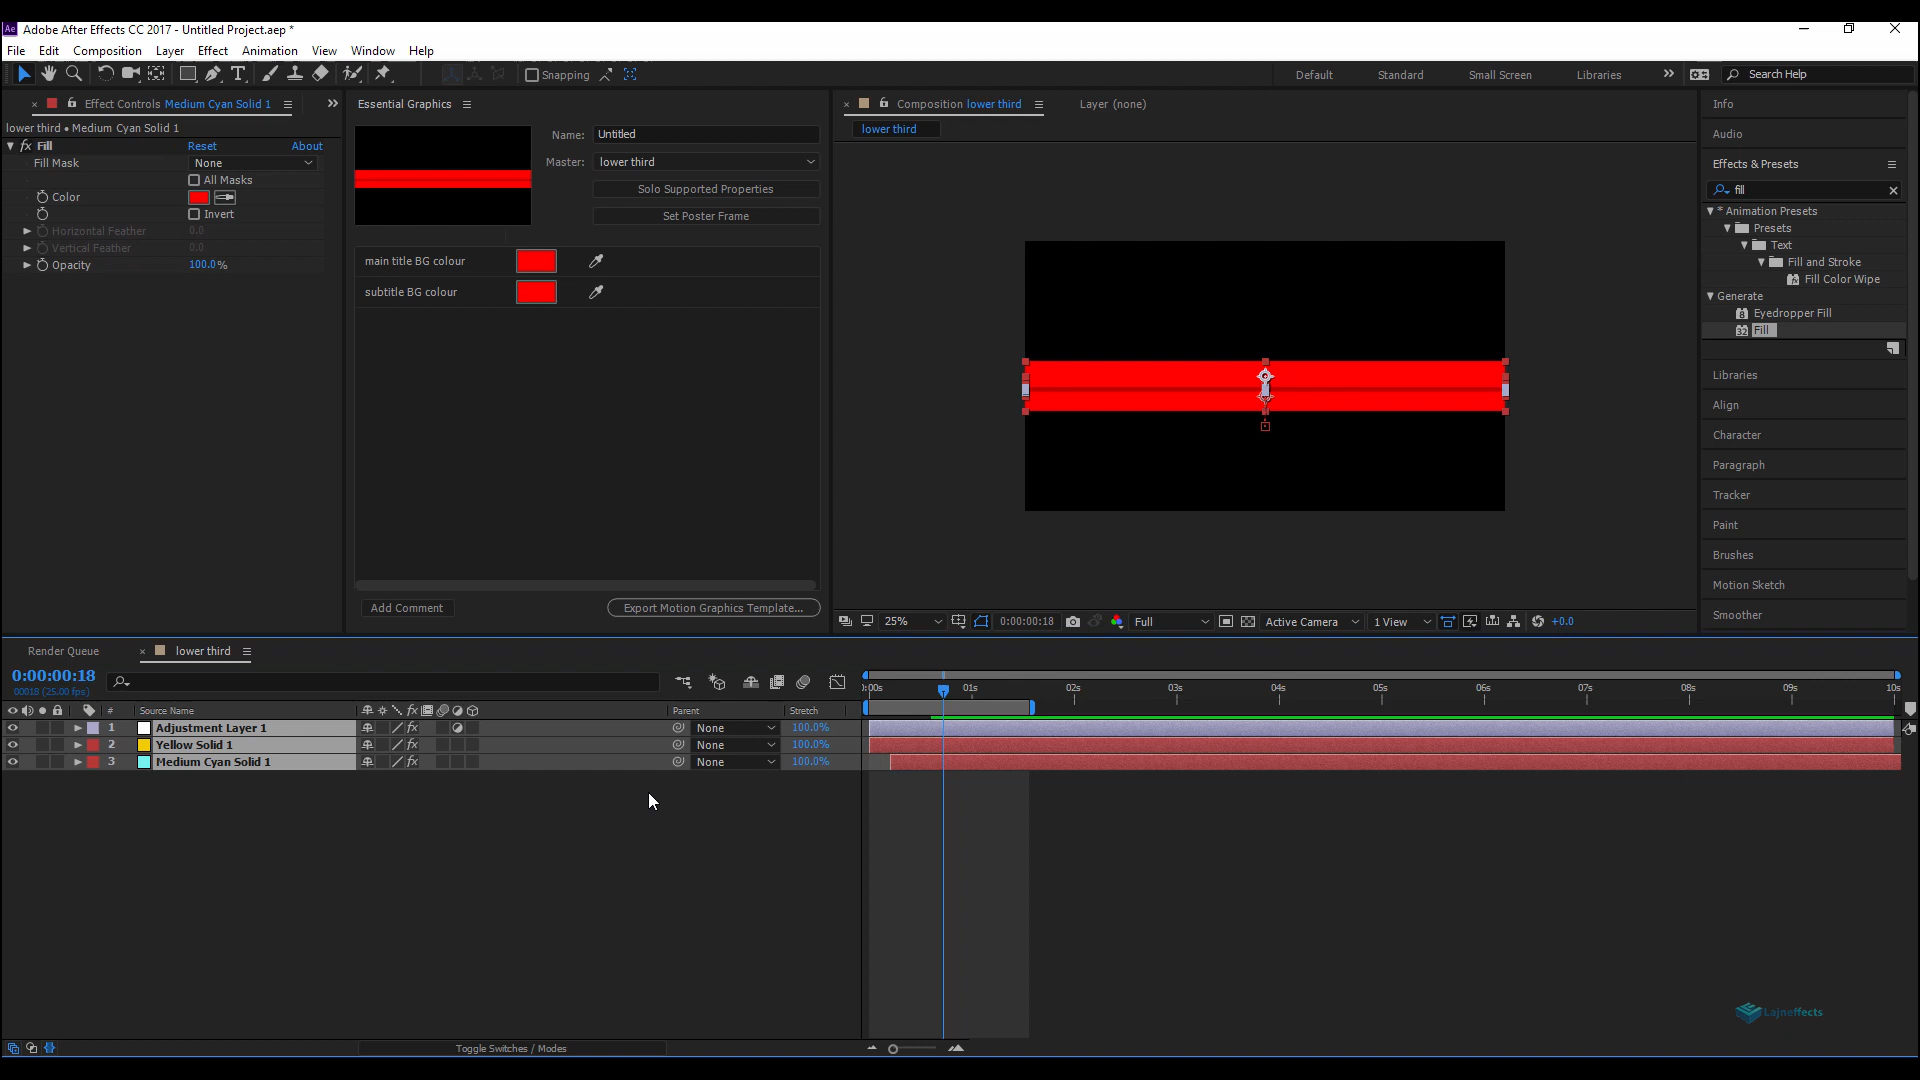 Ae Adobe After Effects CC 2017 - Untitled Project.aep *
File Edit Composition Layer Effect Animation View Window Help
T Snapping Default Standard Small Screen Libraries Search Help
Effect Controls Medium Cyan Solid 1
lower third • Medium Cyan Solid 1
fx Fill Reset About
Fill Mask None
All Masks
Color
Invert
Horizontal Feather 0.0
Vertical Feather 0.0
Opacity 100.0%
Essential Graphics
Name: Untitled
Master: lower third
Solo Supported Properties
Set Poster Frame
main title BG colour
subtitle BG colour
Add Comment Export Motion Graphics Template...
Composition lower third Layer (none)
lower third
25% 0:00:00:18 Full Active Camera 1 View +0.0
Info
Audio
Effects & Presets
fill
* Animation Presets
Presets
Text
Fill and Stroke
Fill Color Wipe
Generate
Eyedropper Fill
32 Fill
Libraries
Align
Character
Paragraph
Tracker
Paint
Brushes
Motion Sketch
Smoother
Render Queue lower third
0:00:00:18
00018 (25.00 fps)
# Source Name fx Parent Stretch
1 Adjustment Layer 1 fx None 100.0%
2 Yellow Solid 1 fx None 100.0%
3 Medium Cyan Solid 1 fx None 100.0%
):00s 01s 02s 03s 04s 05s 06s 07s 08s 09s 10s
Toggle Switches / Modes
Lajneffects